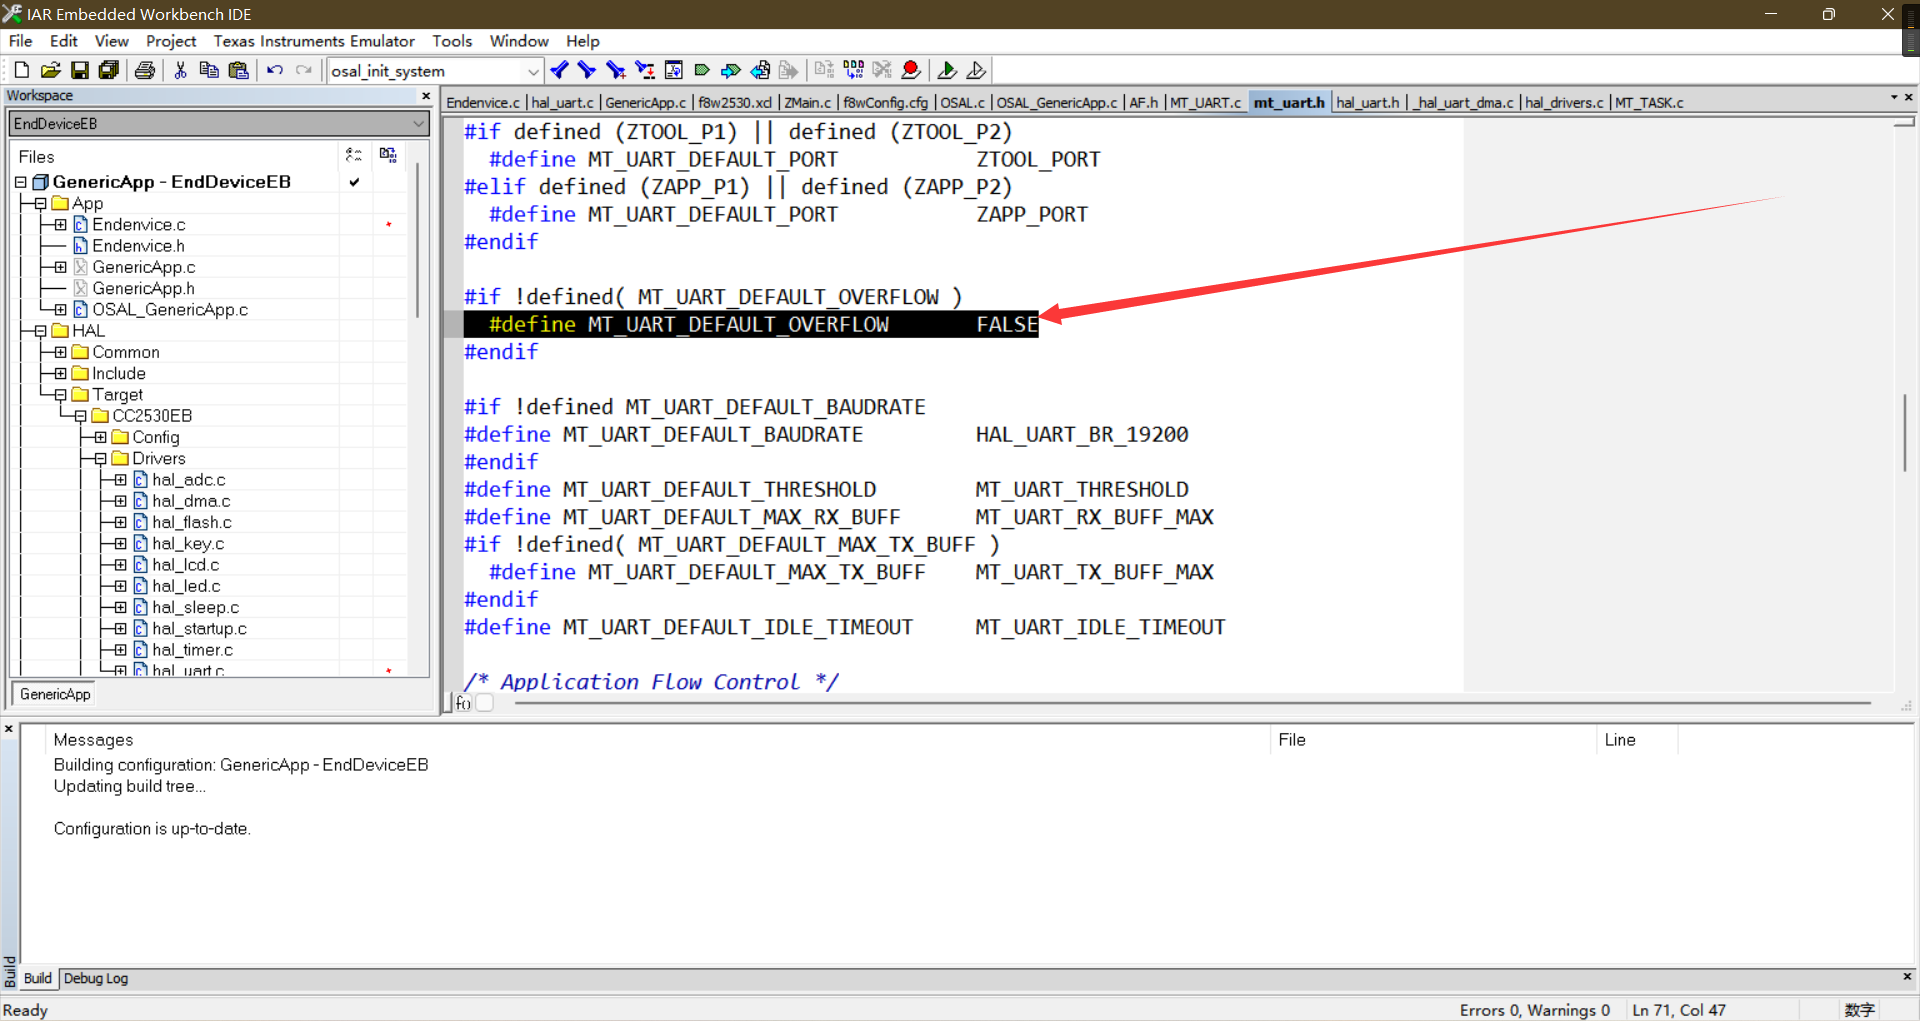 IAR Embedded Workbench IDE
File Edit View Project Texas Instruments Emulator Tools Window Help
osal_init_system
Workspace
EndDeviceEB
Files
GenericApp - EndDeviceEB
App
Endenvice.c
Endenvice.h
GenericApp.c
GenericApp.h
OSAL_GenericApp.c
HAL
Common
Include
Target
CC2530EB
Config
Drivers
hal_adc.c
hal_dma.c
hal_flash.c
hal_key.c
hal_lcd.c
hal_led.c
hal_sleep.c
hal_startup.c
hal_timer.c
hal_uart.c
GenericApp
Endenvice.c | hal_uart.c | GenericApp.c | f8w2530.xcl | ZMain.c | f8wConfig.cfg | OSAL.c | OSAL_GenericApp.c | AF.h | MT_UART.c mt_uart.h hal_uart.h | _hal_uart_dma.c | hal_drivers.c | MT_TASK.c
#if defined (ZTOOL_P1) || defined (ZTOOL_P2)
#define MT_UART_DEFAULT_PORT ZTOOL_PORT
#elif defined (ZAPP_P1) || defined (ZAPP_P2)
#define MT_UART_DEFAULT_PORT ZAPP_PORT
#endif
#if !defined( MT_UART_DEFAULT_OVERFLOW )
#define MT_UART_DEFAULT_OVERFLOW FALSE
#endif
#if !defined MT_UART_DEFAULT_BAUDRATE
#define MT_UART_DEFAULT_BAUDRATE HAL_UART_BR_19200
#endif
#define MT_UART_DEFAULT_THRESHOLD MT_UART_THRESHOLD
#define MT_UART_DEFAULT_MAX_RX_BUFF MT_UART_RX_BUFF_MAX
#if !defined( MT_UART_DEFAULT_MAX_TX_BUFF )
#define MT_UART_DEFAULT_MAX_TX_BUFF MT_UART_TX_BUFF_MAX
#endif
#define MT_UART_DEFAULT_IDLE_TIMEOUT MT_UART_IDLE_TIMEOUT
/* Application Flow Control */
f()
Messages File Line
Building configuration: GenericApp - EndDeviceEB
Updating build tree...
Configuration is up-to-date.
Build
Build Debug Log
Ready Errors 0, Warnings 0 Ln 71, Col 47 数字